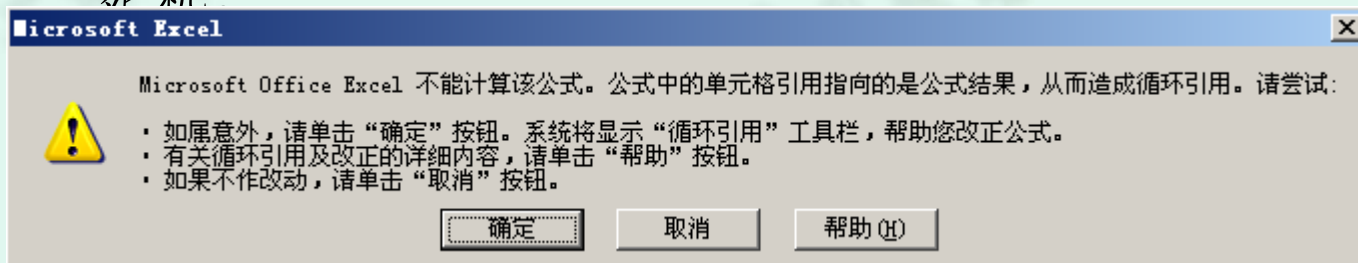 Microsoft Excel
Microsoft Office Excel 不能计算该公式。公式中的单元格引用指向的是公式结果，从而造成循环引用。请尝试:
· 如属意外，请单击“确定”按钮。系统将显示“循环引用”工具栏，帮助您改正公式。
· 有关循环引用及改正的详细内容，请单击“帮助”按钮。
· 如果不作改动，请单击“取消”按钮。
确定 取消 帮助(H)